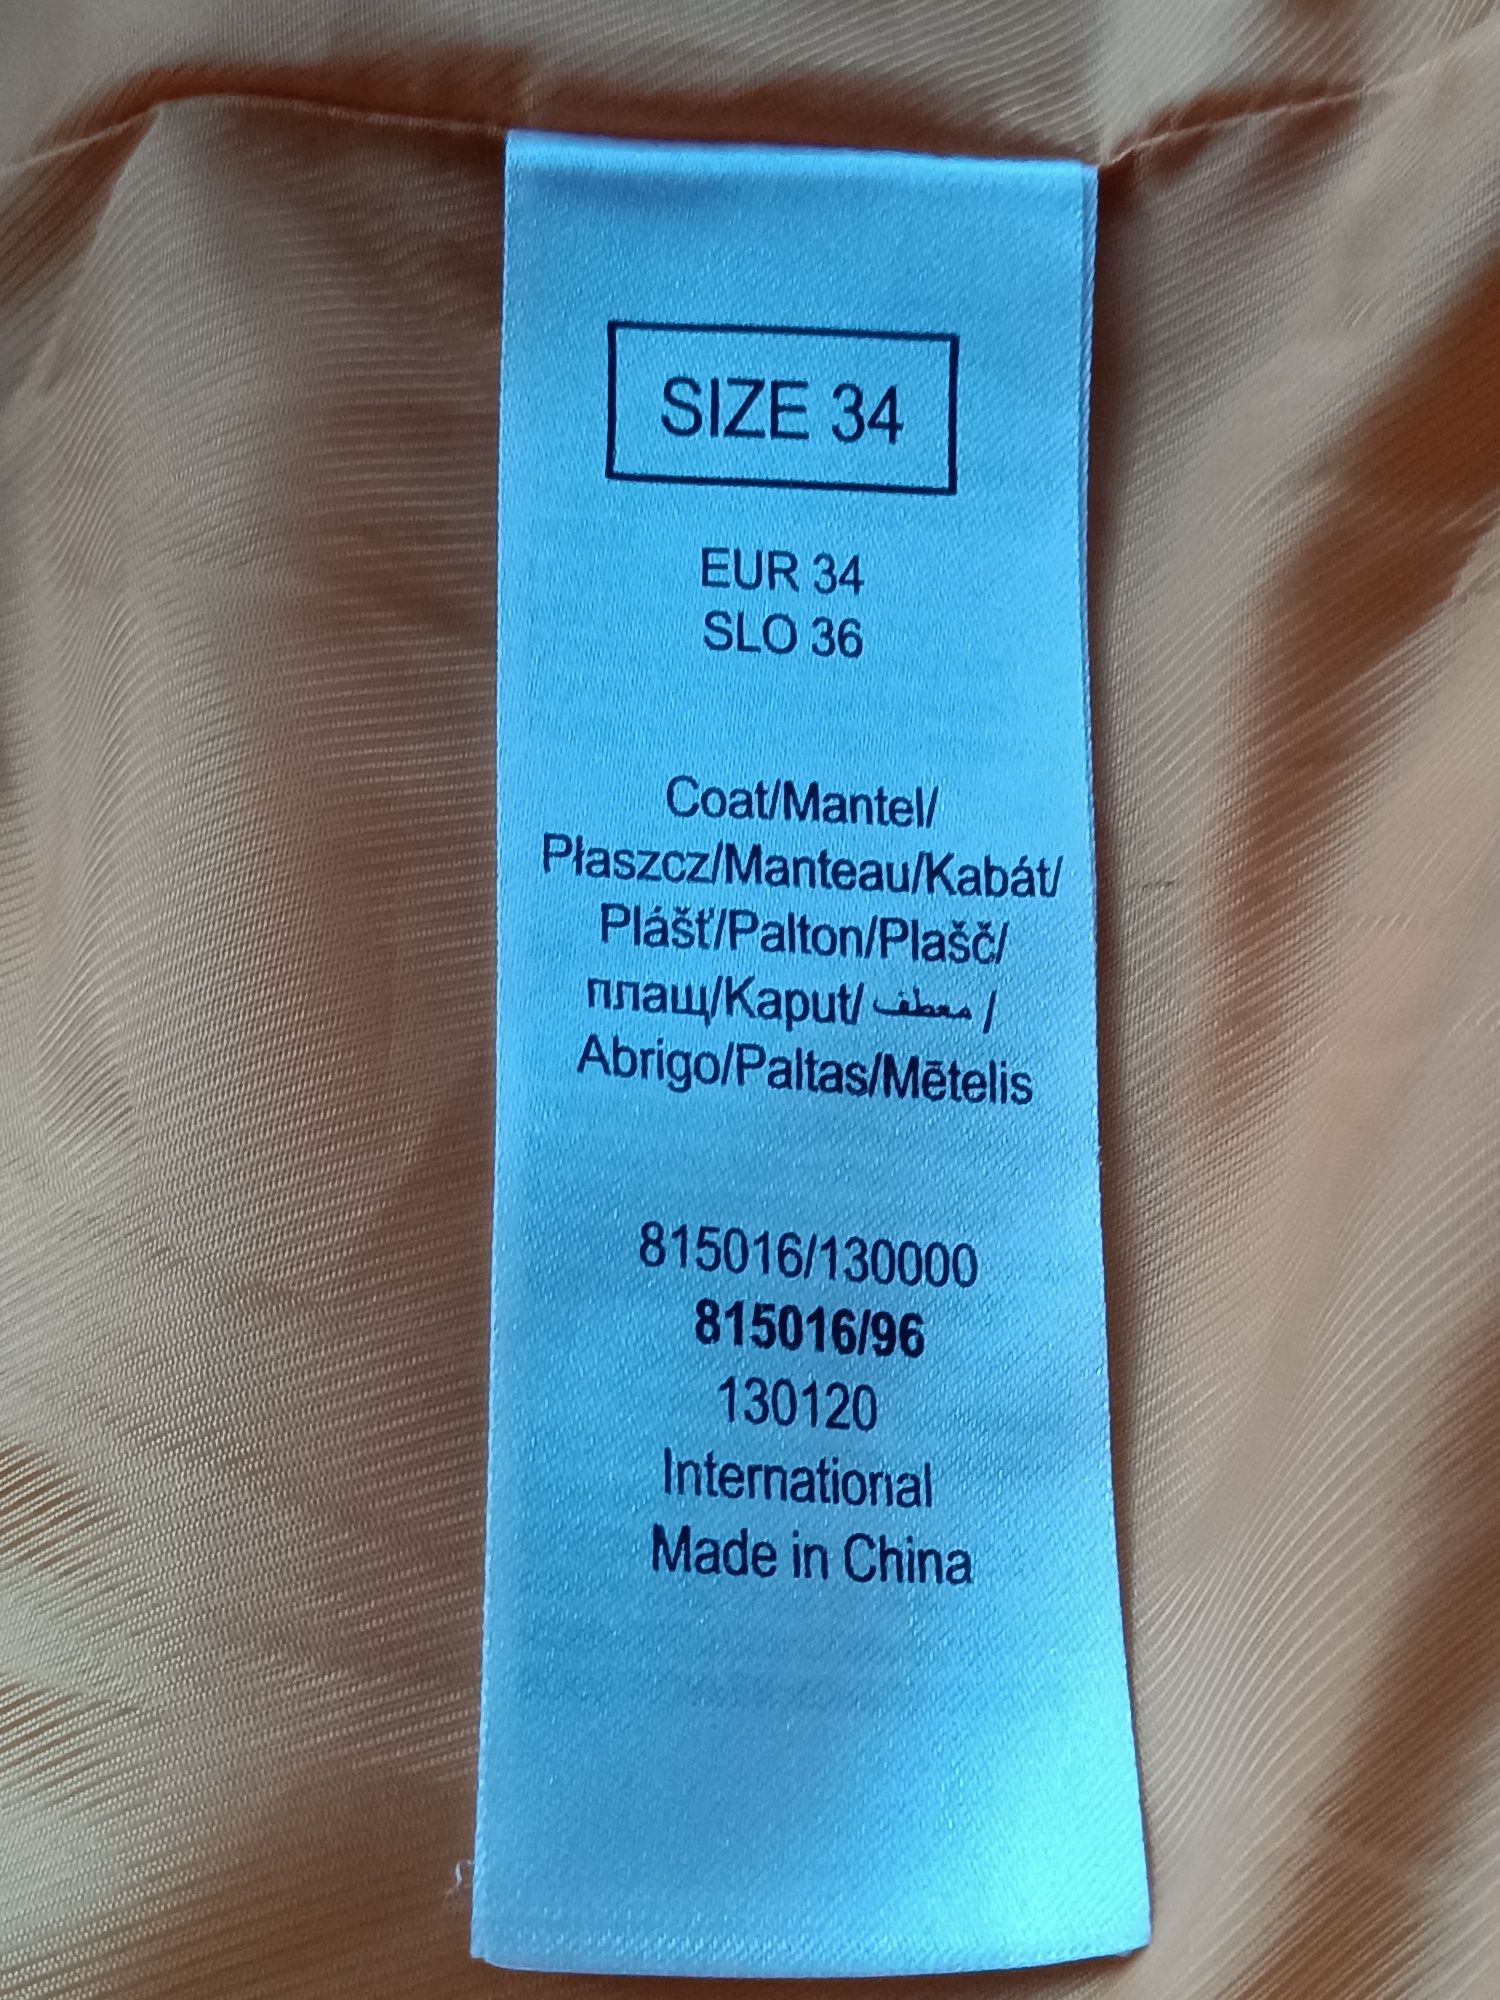 SIZE 34
EUR 34
SLO 36
Coat/Mantel/
Płaszcz/Manteau/Kabát/
Plášť/Palton/Plašč/
плащ/Kaput/معطف/
Abrigo/Paltas/Mētelis
815016/130000
815016/96
130120
International
Made in China